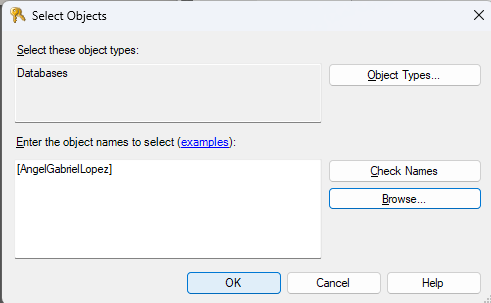 Select Objects
Select these object types:
Databases
Object Types...
Enter the object names to select (examples):
[AngelGabrielLopez]
Check Names
Browse...
OK
Cancel
Help